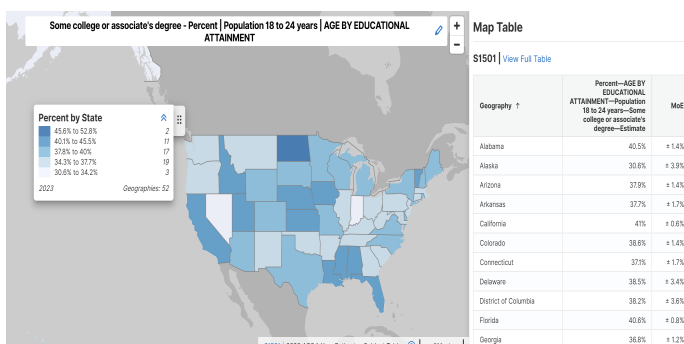 Some college or associate's degree - Percent | Population 18 to 24 years | AGE BY EDUCATIONAL
ATTAINMENT
+
−
Percent by State
45.6% to 52.8% 2
40.1% to 45.5% 11
37.8% to 40% 17
34.3% to 37.7% 19
30.6% to 34.2% 3
2023 Geographies: 52
Map Table
S1501 | View Full Table
Geography ↑
Percent—AGE BY
EDUCATIONAL
ATTAINMENT—Population
18 to 24 years—Some
college or associate's
degree—Estimate
MoE
Alabama 40.5% ± 1.4%
Alaska 30.6% ± 3.9%
Arizona 37.9% ± 1.4%
Arkansas 37.7% ± 1.7%
California 41% ± 0.6%
Colorado 38.6% ± 1.4%
Connecticut 37.1% ± 1.7%
Delaware 38.5% ± 3.4%
District of Columbia 38.2% ± 3.6%
Florida 40.6% ± 0.8%
Georgia 36.8% ± 1.2%